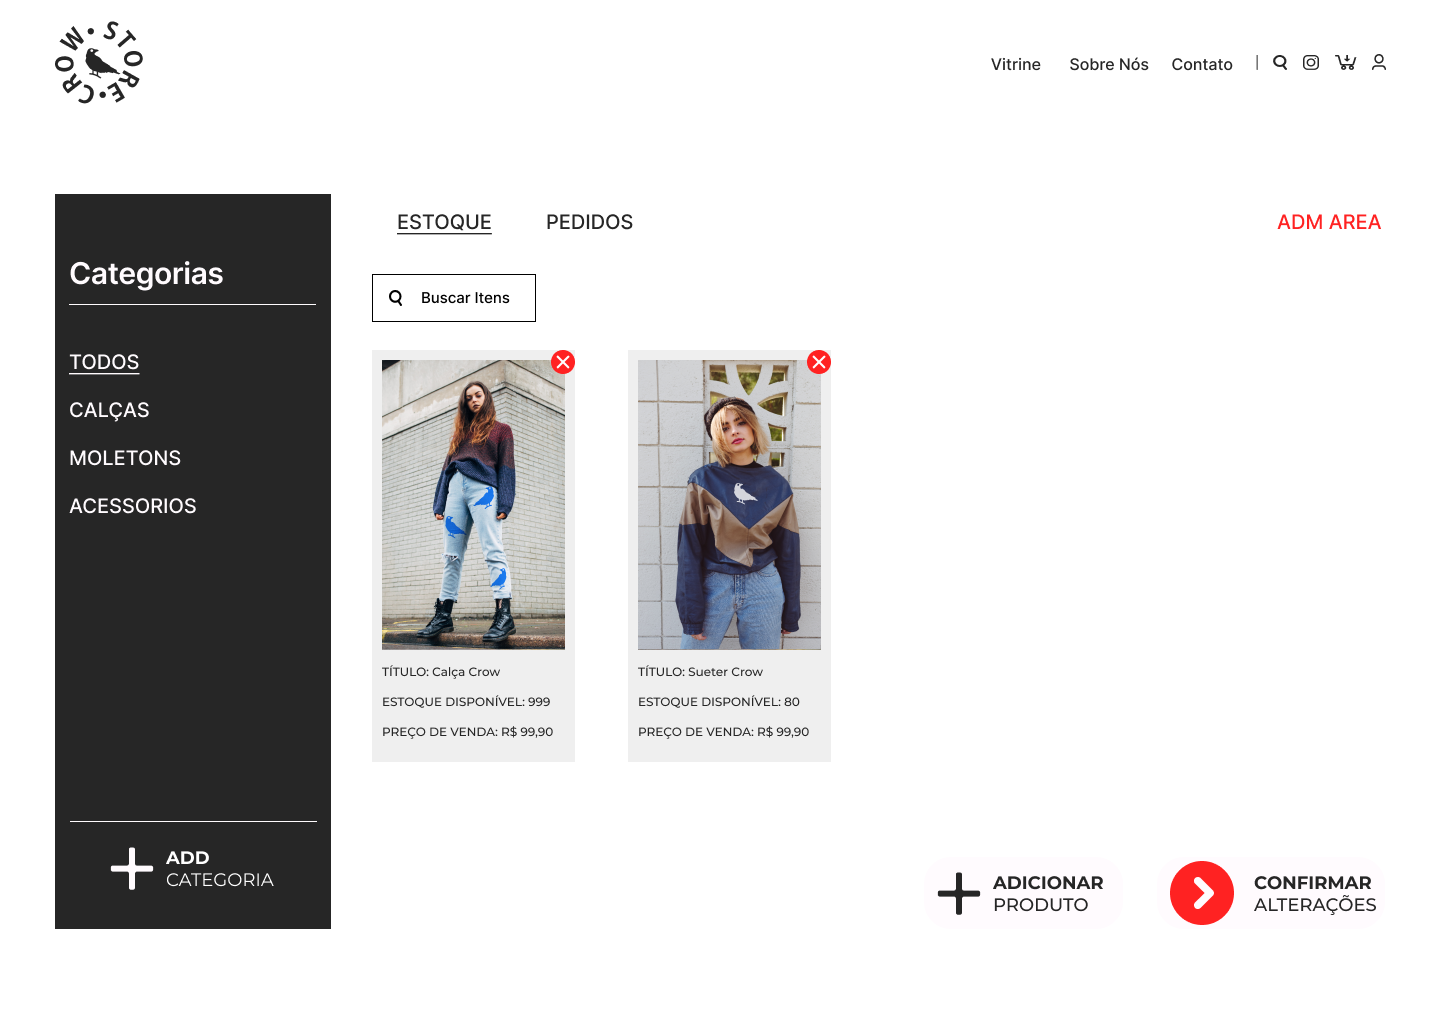 CROW • STORE •
Vitrine Sobre Nós Contato |
ESTOQUE PEDIDOS ADM AREA
Categorias
Buscar Itens
TODOS
CALÇAS
MOLETONS
ACESSORIOS
TÍTULO: Calça Crow
ESTOQUE DISPONÍVEL: 999
PREÇO DE VENDA: R$ 99,90
TÍTULO: Sueter Crow
ESTOQUE DISPONÍVEL: 80
PREÇO DE VENDA: R$ 99,90
ADD
CATEGORIA
ADICIONAR
PRODUTO
CONFIRMAR
ALTERAÇÕES